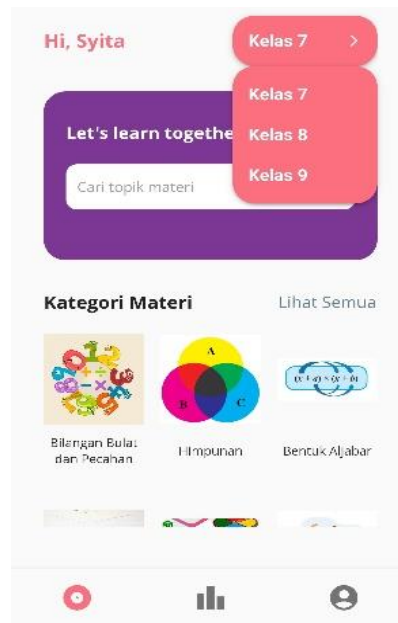 Hi, Syita
Kelas 7
Kelas 7
Kelas 8
Kelas 9
Let's learn togethe
Cari topik materi
Kategori Materi
Lihat Semua
A
B
C
(x + a) × (x + b)
Bilangan Bulat
dan Pecahan
Himpunan
Bentuk Aljabar